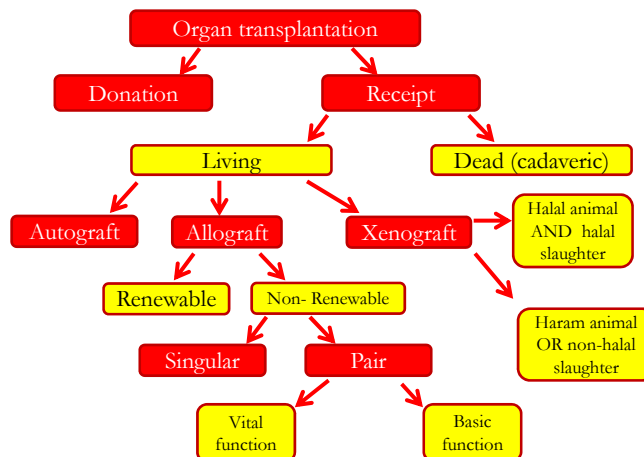 Organ transplantation
Donation
Receipt
Living
Dead (cadaveric)
Autograft
Allograft
Xenograft
Halal animal
AND halal
slaughter
Renewable
Non- Renewable
Haram animal
OR non-halal
slaughter
Singular
Pair
Vital
function
Basic
function